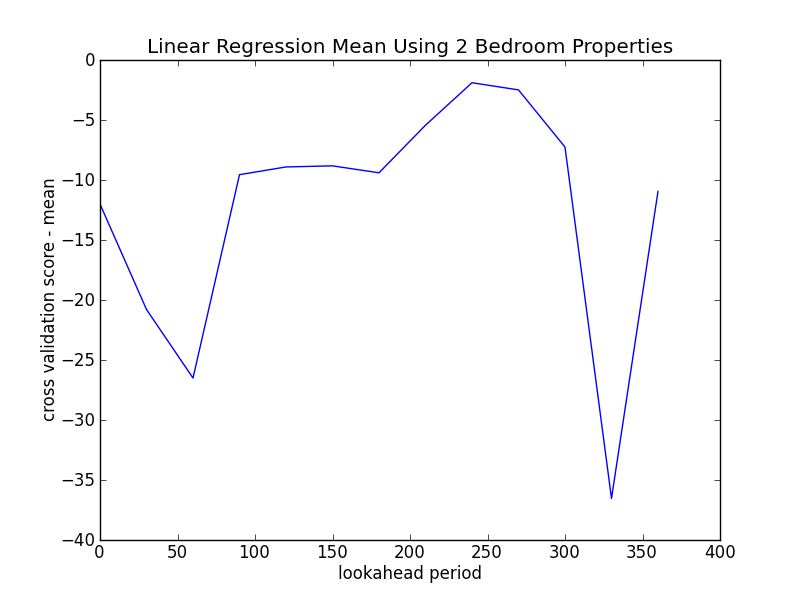 Linear Regression Mean Using 2 Bedroom Properties
0
−5
−10
−15
−20
−25
−30
−35
−40
cross validation score - mean
0 50 100 150 200 250 300 350 400
lookahead period